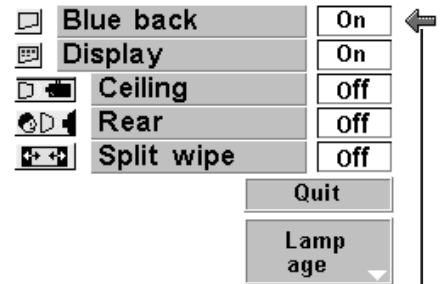 Blue back On
Display On
Ceiling Off
Rear Off
Split wipe Off
Quit
Lamp
age